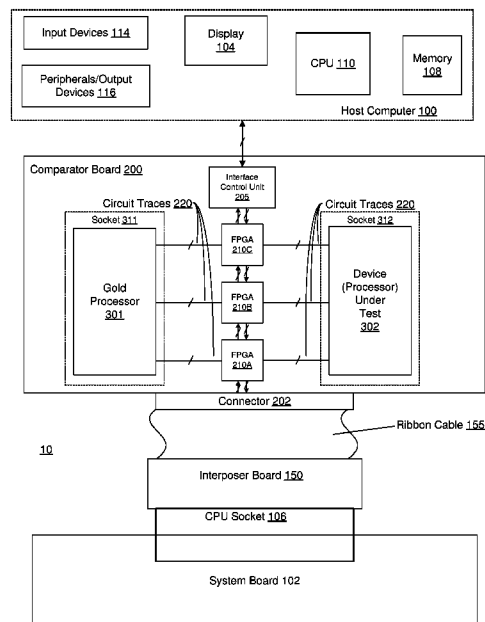 Input Devices 114
Display
104
CPU 110
Memory
108
Peripherals/Output
Devices 116
Host Computer 100
Comparator Board 200
Interface
Control Unit
205
Circuit Traces 220
Circuit Traces 220
Socket 311
Socket 312
FPGA
210C
Gold
Processor
301
FPGA
210B
Device
(Processor)
Under
Test
302
FPGA
210A
Connector 202
Ribbon Cable 155
10
Interposer Board 150
CPU Socket 106
System Board 102